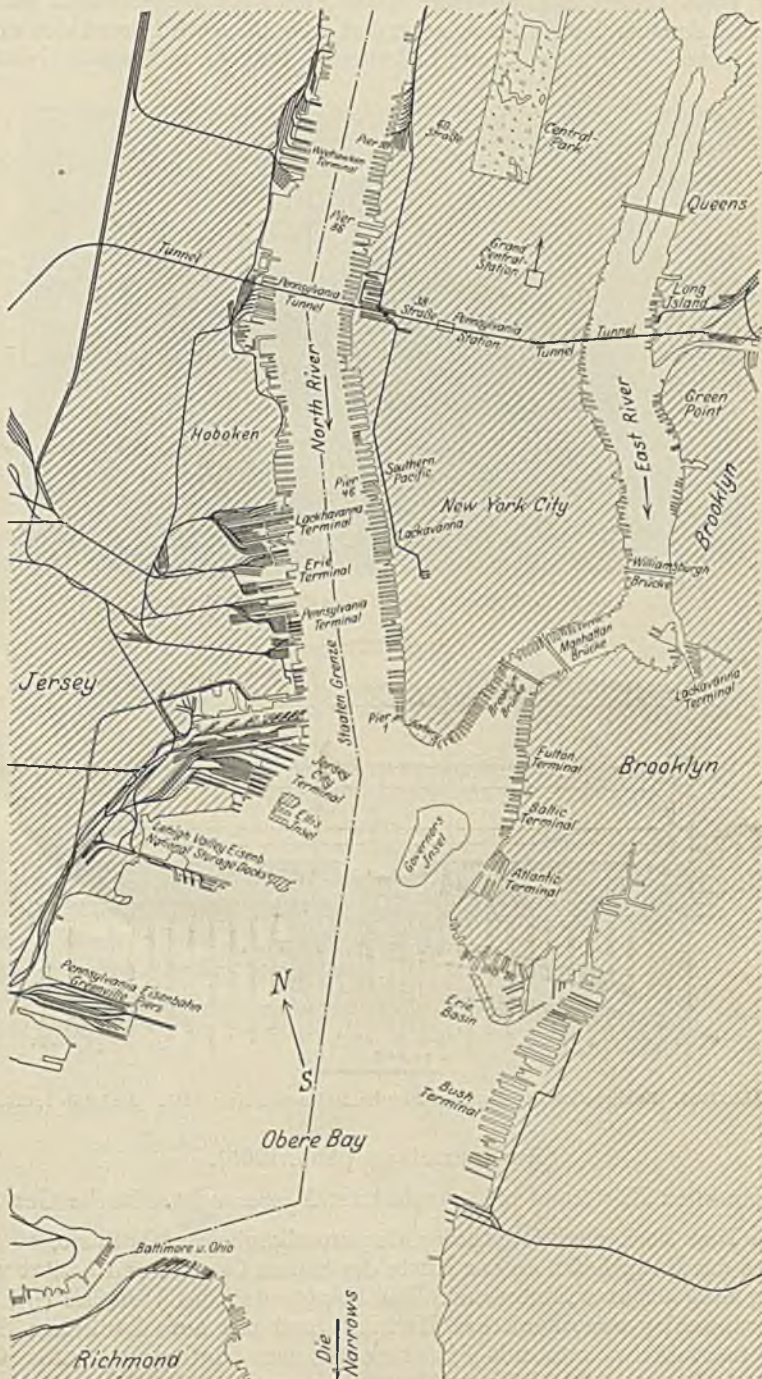 60
Straße
Central-
Park
Pier
Weehawken
Terminal
Pier
86
Queens
Grand
Central-
Station
Tunnel
Pennsylvania
Tunnel
38
Straße
Pennsylvania
Station
Tunnel
Tunnel
Long
Island
Green
Point
Hoboken
North River
East River
Brooklyn
Pier
46
Southern
Pacific
New York City
Lackawanna
Lackhavanna
Terminal
Erie
Terminal
Pennsylvania
Terminal
Williamsburgh
Brücke
Manhattan
Brücke
Brooklyn
Brücke
Lackavanna
Terminal
Jersey
Staaten Grenze
Pier
1
Battery
Fulton
Terminal
Brooklyn
Jersey
City
Terminal
Ellis
Insel
Baltic
Terminal
Governors
Insel
Lehigh Valley Eisenb.
National Storage Docks
Atlantic
Terminal
Pennsylvania Eisenbahn
Greenville Piers
Erie
Basin
N
S
Bush
Terminal
Obere Bay
Baltimore u. Ohio
Richmond
Die
Narrows